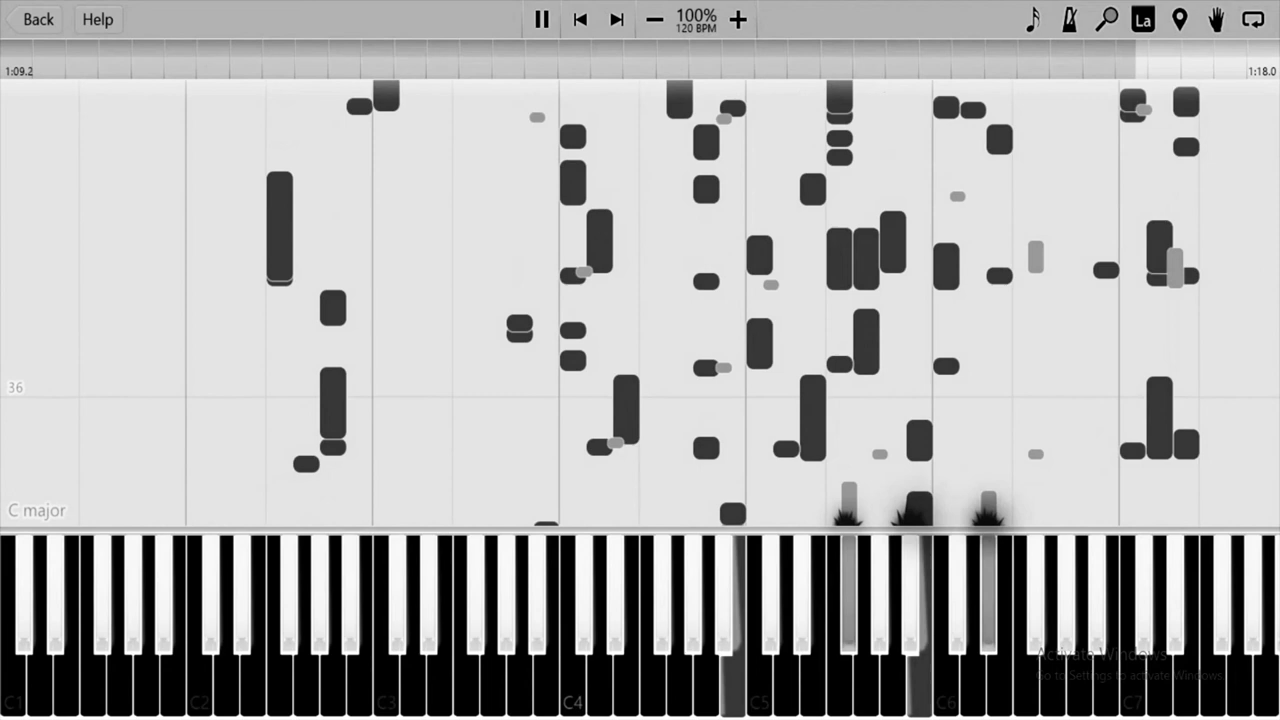 Back Help 100% La
120 BPM
1:09.2 1:18.0
36
C major
Activate Windows
Go to Settings to activate Windows.
C1 C2 C3 C4 C5 C6 C7